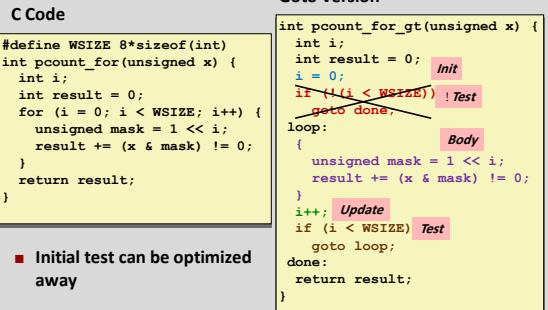 C Code
#define WSIZE 8*sizeof(int)
int pcount_for(unsigned x) {
  int i;
  int result = 0;
  for (i = 0; i < WSIZE; i++) {
    unsigned mask = 1 << i;
    result += (x & mask) != 0;
  }
  return result;
}
■ Initial test can be optimized
away
int pcount_for_gt(unsigned x) {
  int i;
  int result = 0;
  i = 0; Init
  if (!(i < WSIZE)) ! Test
    goto done;
 loop:
  { Body
    unsigned mask = 1 << i;
    result += (x & mask) != 0;
  }
  i++; Update
  if (i < WSIZE) Test
    goto loop;
 done:
  return result;
}